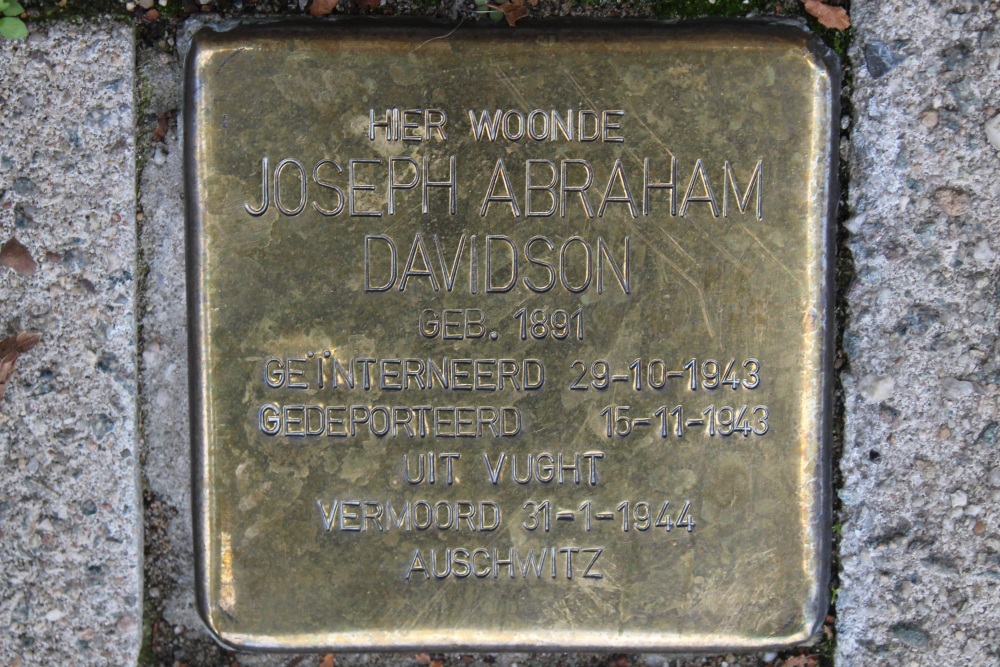 HIER WOONDE
JOSEPH ABRAHAM
DAVIDSON
GEB. 1891
GEÏNTERNEERD 29-10-1943
GEDEPORTEERD 15-11-1943
UIT VUGHT
VERMOORD 31-1-1944
AUSCHWITZ